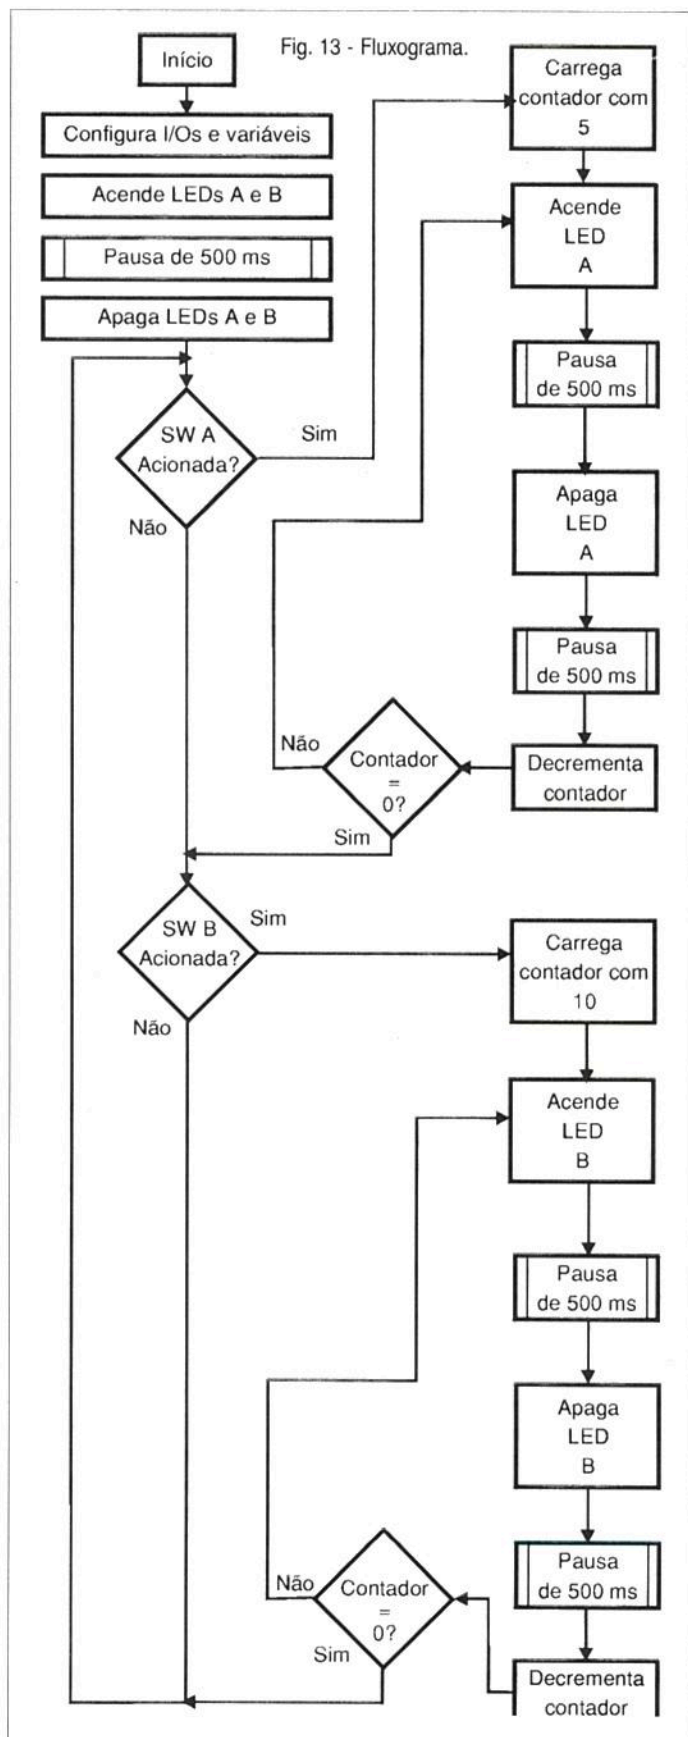 Fig. 13 - Fluxograma.
Início
Configura I/Os e variáveis
Acende LEDs A e B
Pausa de 500 ms
Apaga LEDs A e B
SW A
Acionada?
Sim
Não
Carrega
contador com
5
Acende
LED
A
Pausa
de 500 ms
Apaga
LED
A
Pausa
de 500 ms
Decrementa
contador
Contador
=
0?
Não
Sim
SW B
Acionada?
Sim
Não
Carrega
contador com
10
Acende
LED
B
Pausa
de 500 ms
Apaga
LED
B
Pausa
de 500 ms
Decrementa
contador
Contador
=
0?
Não
Sim